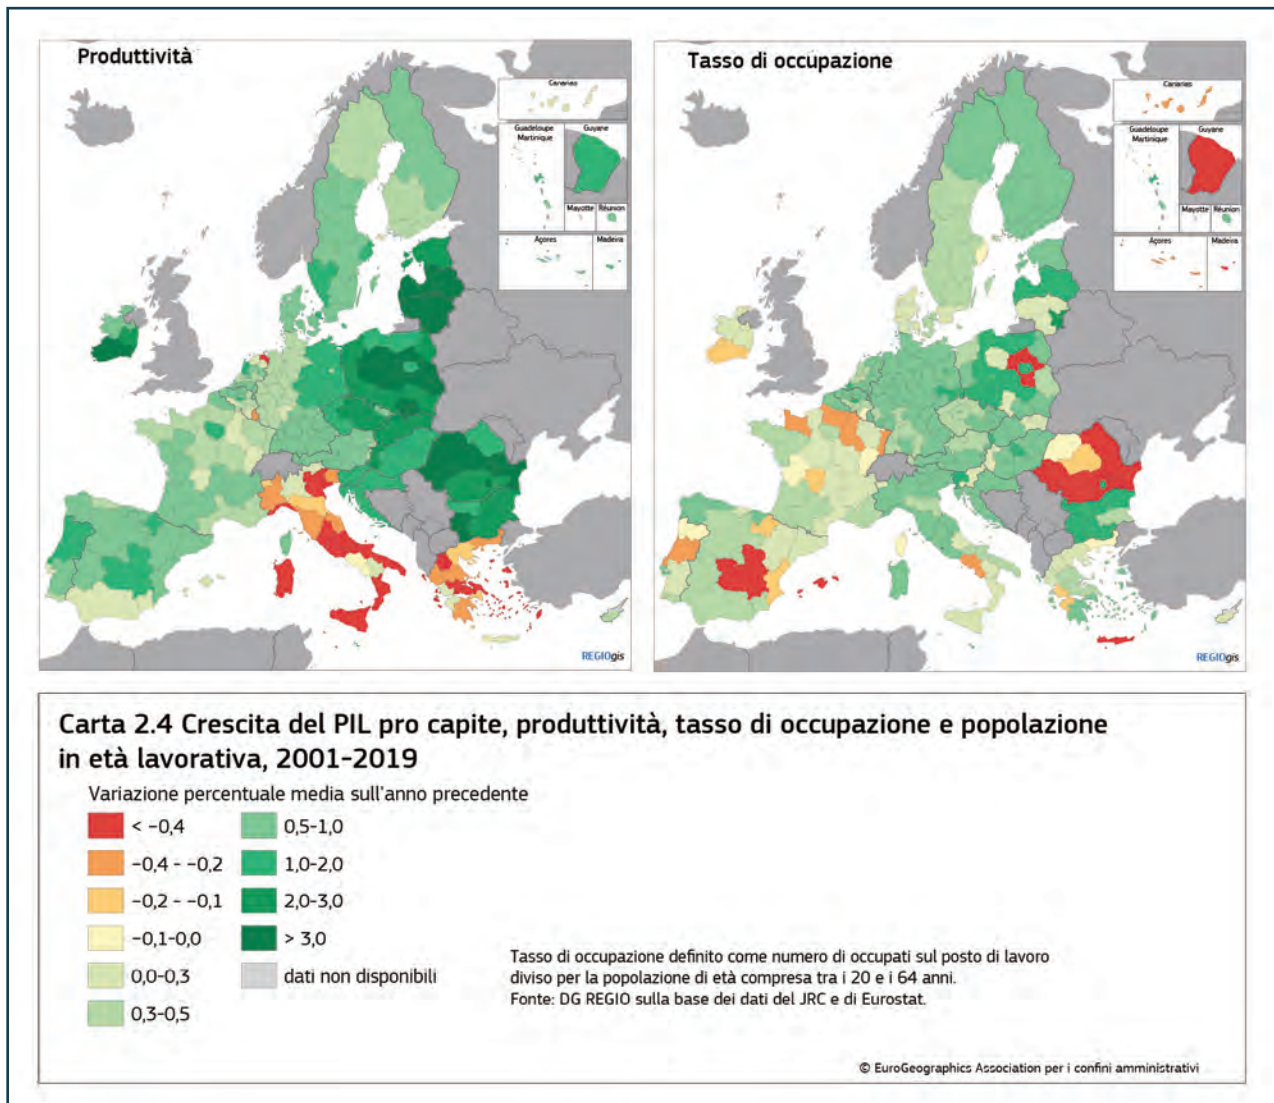 Produttività
Canarias
Guadeloupe
Martinique
Guyane
Mayotte
Réunion
Açores
Madeira
REGIOgis
Tasso di occupazione
Canarias
Guadeloupe
Martinique
Guyane
Mayotte
Réunion
Açores
Madeira
REGIOgis
Carta 2.4 Crescita del PIL pro capite, produttività, tasso di occupazione e popolazione
in età lavorativa, 2001-2019
Variazione percentuale media sull'anno precedente
< −0,4
−0,4 - −0,2
−0,2 - −0,1
−0,1-0,0
0,0-0,3
0,3-0,5
0,5-1,0
1,0-2,0
2,0-3,0
> 3,0
dati non disponibili
Tasso di occupazione definito come numero di occupati sul posto di lavoro
diviso per la popolazione di età compresa tra i 20 e i 64 anni.
Fonte: DG REGIO sulla base dei dati del JRC e di Eurostat.
© EuroGeographics Association per i confini amministrativi